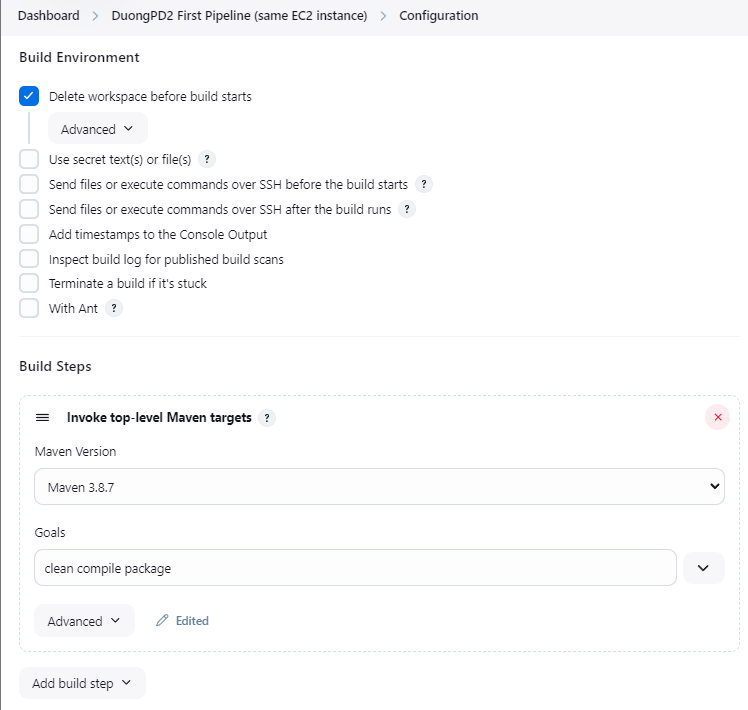 Dashboard > DuongPD2 First Pipeline (same EC2 instance) > Configuration
Build Environment
Delete workspace before build starts
Advanced
Use secret text(s) or file(s) ?
Send files or execute commands over SSH before the build starts ?
Send files or execute commands over SSH after the build runs ?
Add timestamps to the Console Output
Inspect build log for published build scans
Terminate a build if it's stuck
With Ant ?
Build Steps
Invoke top-level Maven targets ?
Maven Version
Maven 3.8.7
Goals
clean compile package
Advanced Edited
Add build step